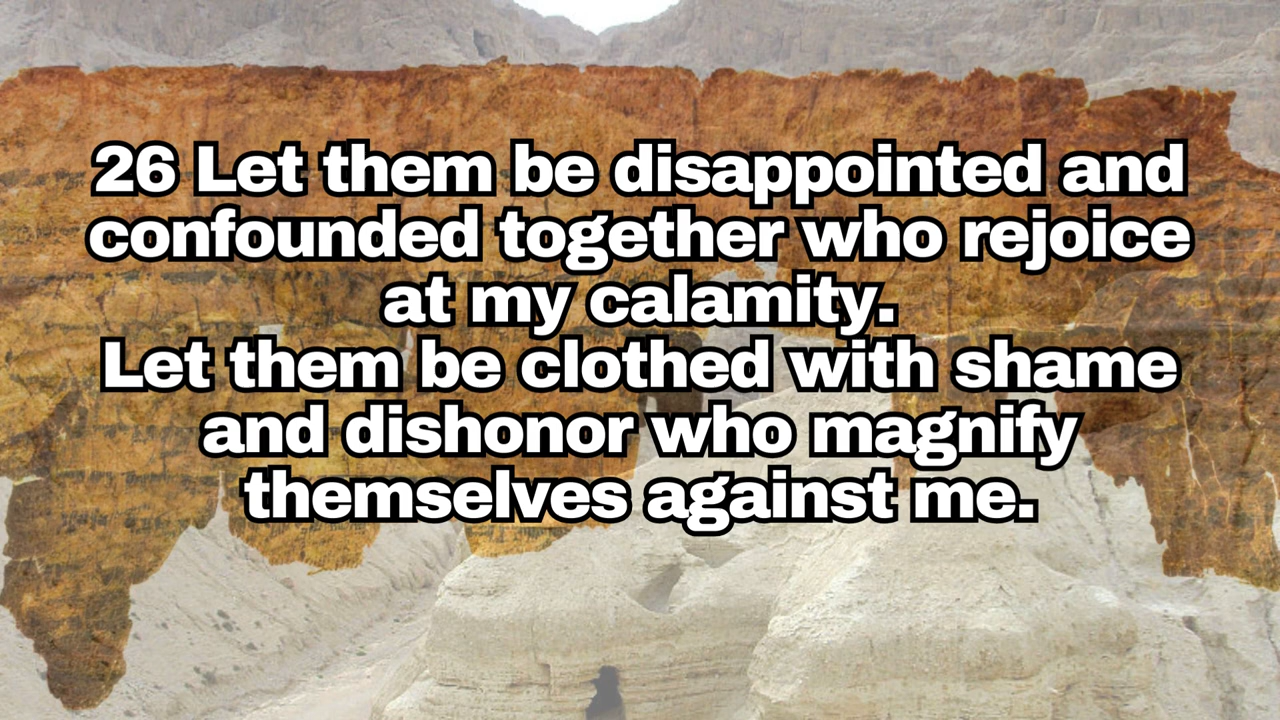 26 Let them be disappointed and
confounded together who rejoice
at my calamity.
Let them be clothed with shame
and dishonor who magnify
themselves against me.